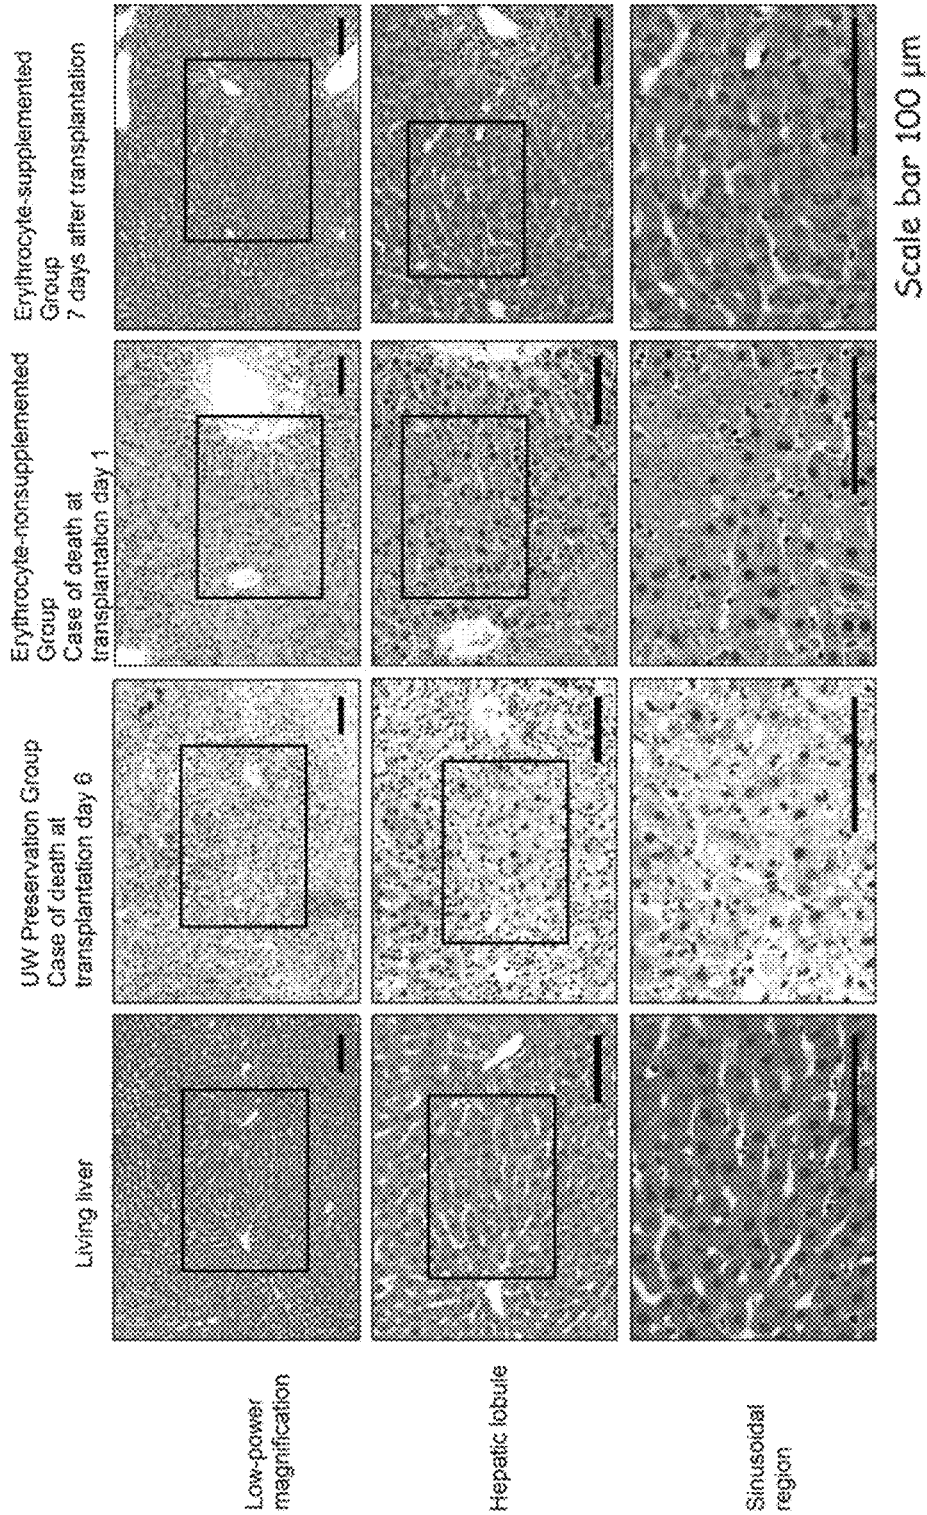 Living liver
UW Preservation Group
Case of death at
transplantation day 6
Erythrocyte-nonsupplemented
Group
Case of death at
transplantation day 1
Erythrocyte-supplemented
Group
7 days after transplantation
Low-power
magnification
Hepatic lobule
Sinusoidal
region
Scale bar 100 μm